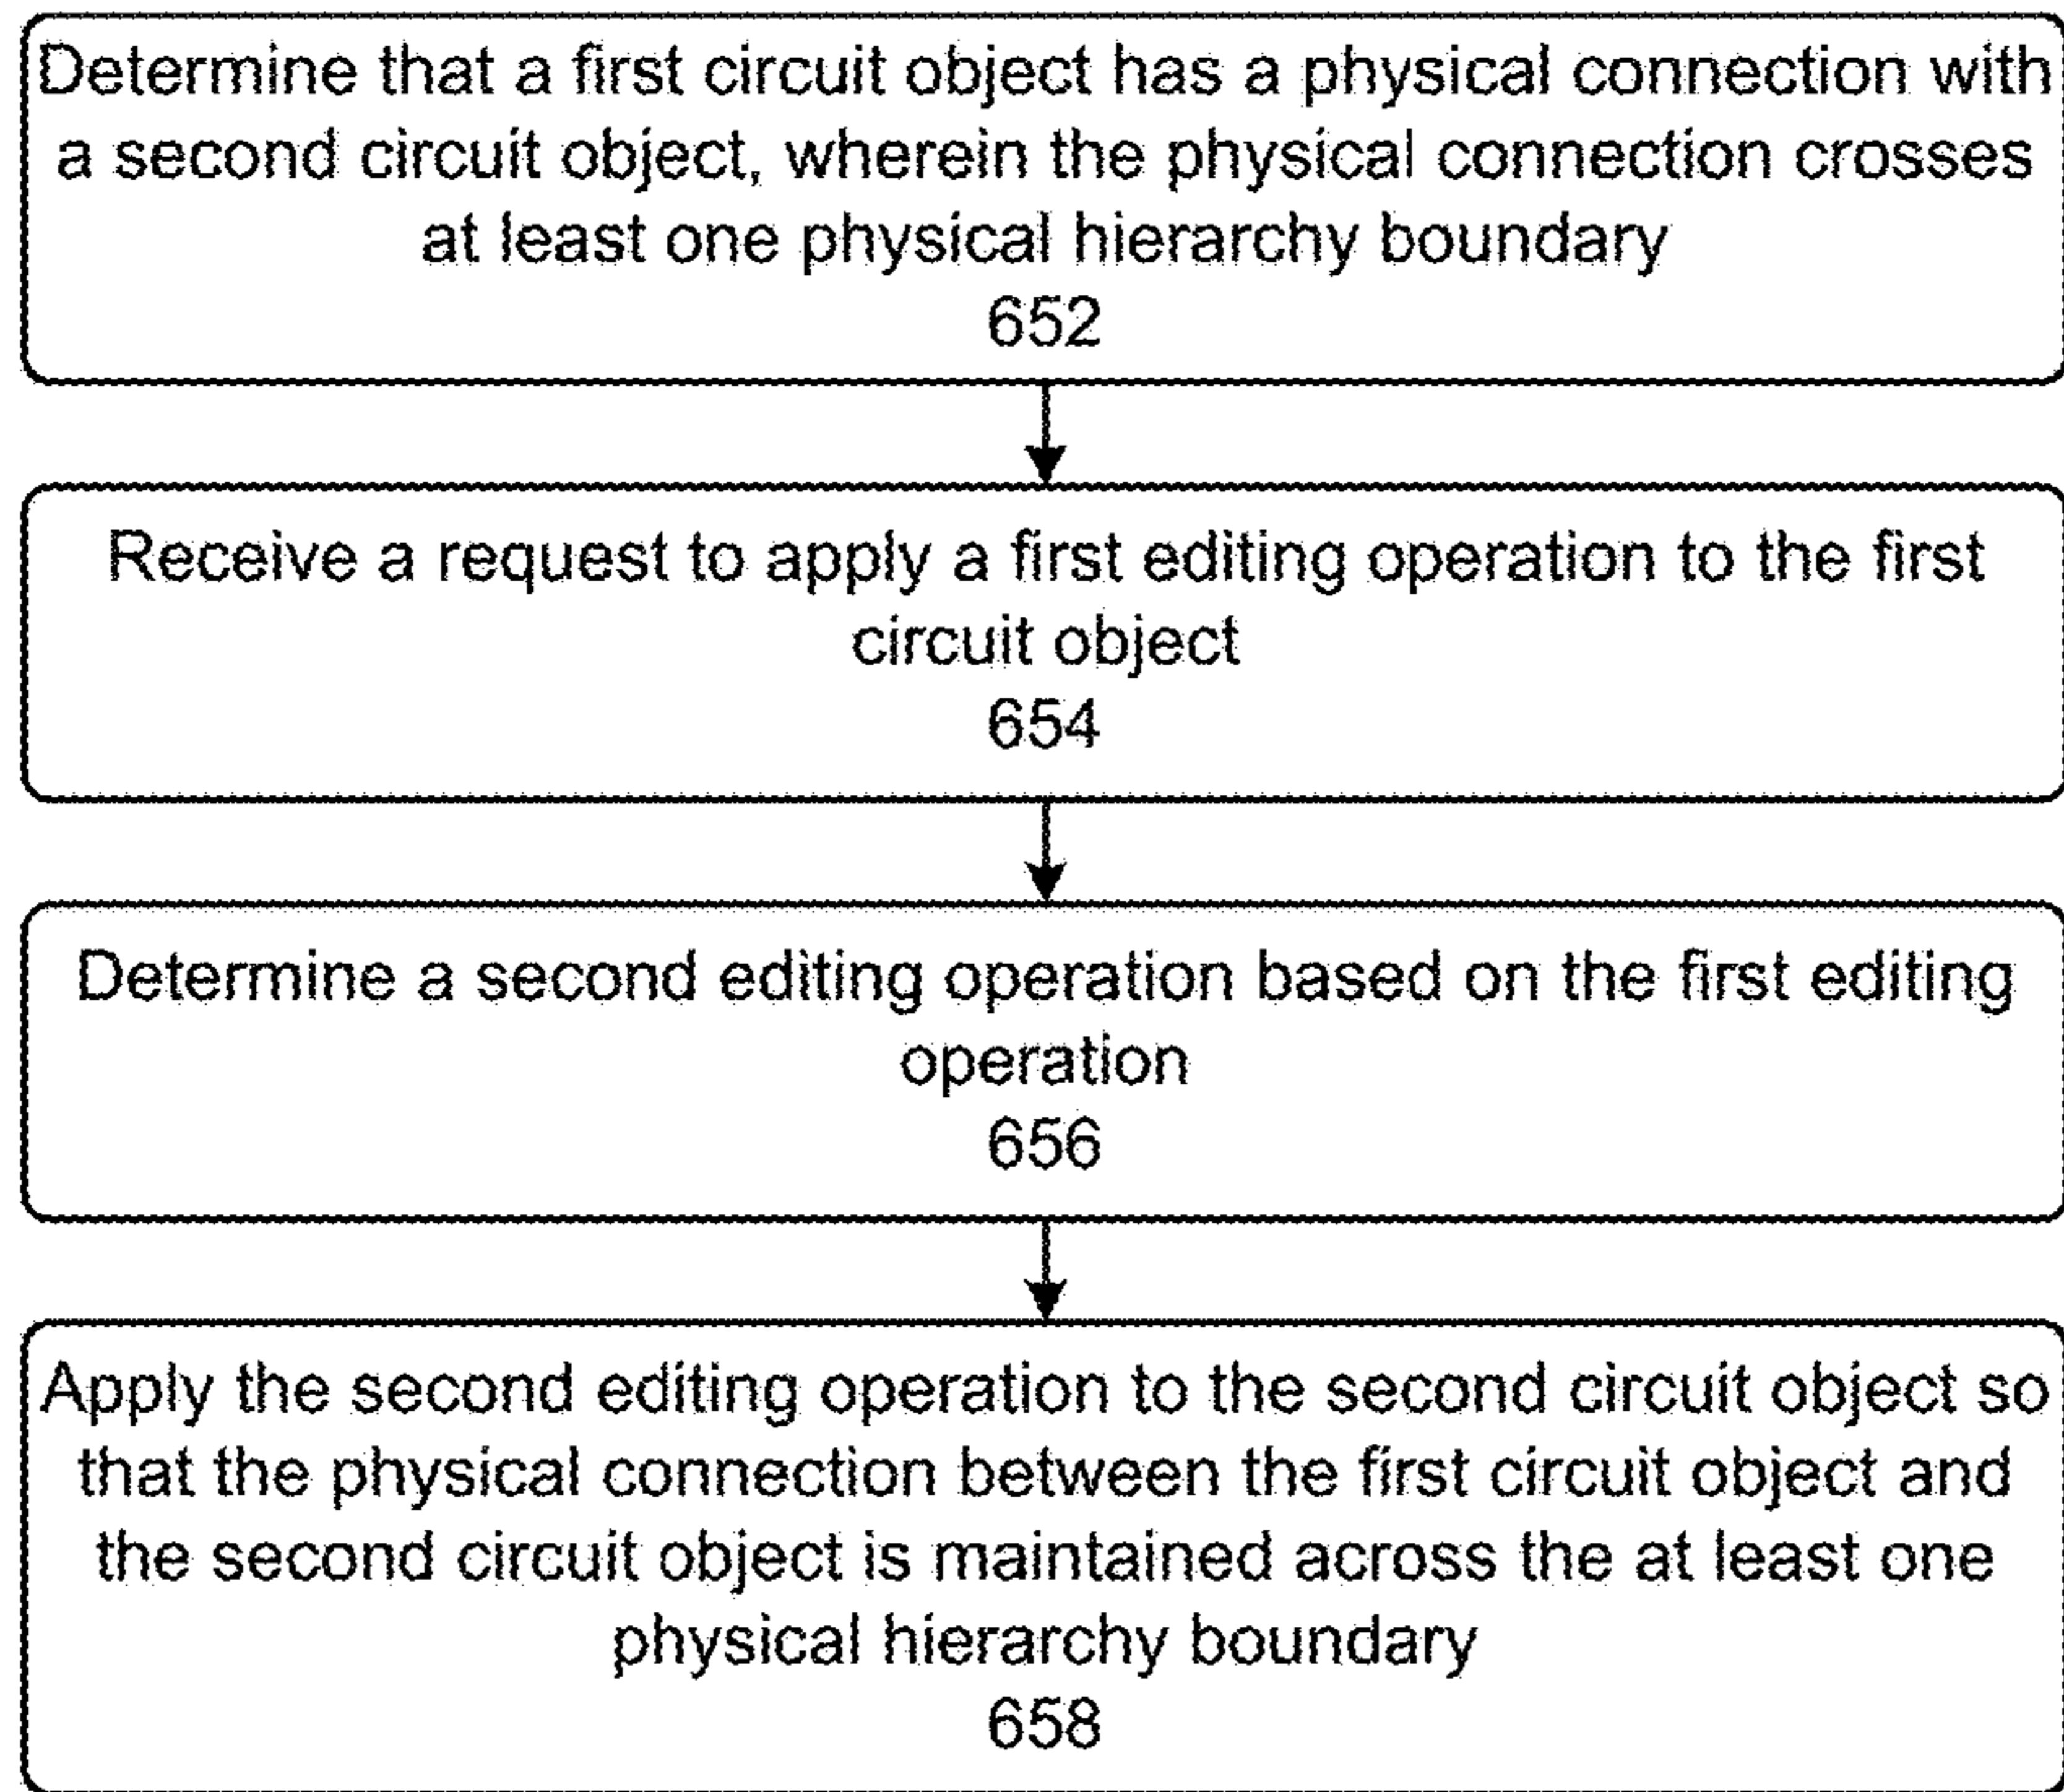 Determine that a first circuit object has a physical connection with
a second circuit object, wherein the physical connection crosses
at least one physical hierarchy boundary
652
Receive a request to apply a first editing operation to the first
circuit object
654
Determine a second editing operation based on the first editing
operation
656
Apply the second editing operation to the second circuit object so
that the physical connection between the first circuit object and
the second circuit object is maintained across the at least one
physical hierarchy boundary
658